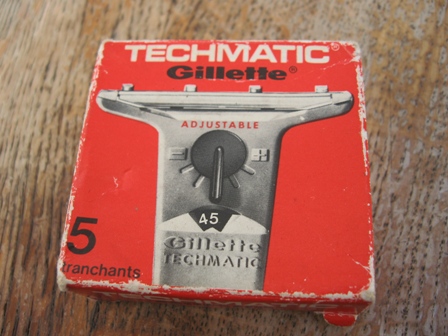 TECHMATIC®
Gillette®
ADJUSTABLE
45
Gillette
TECHMATIC
5
tranchants